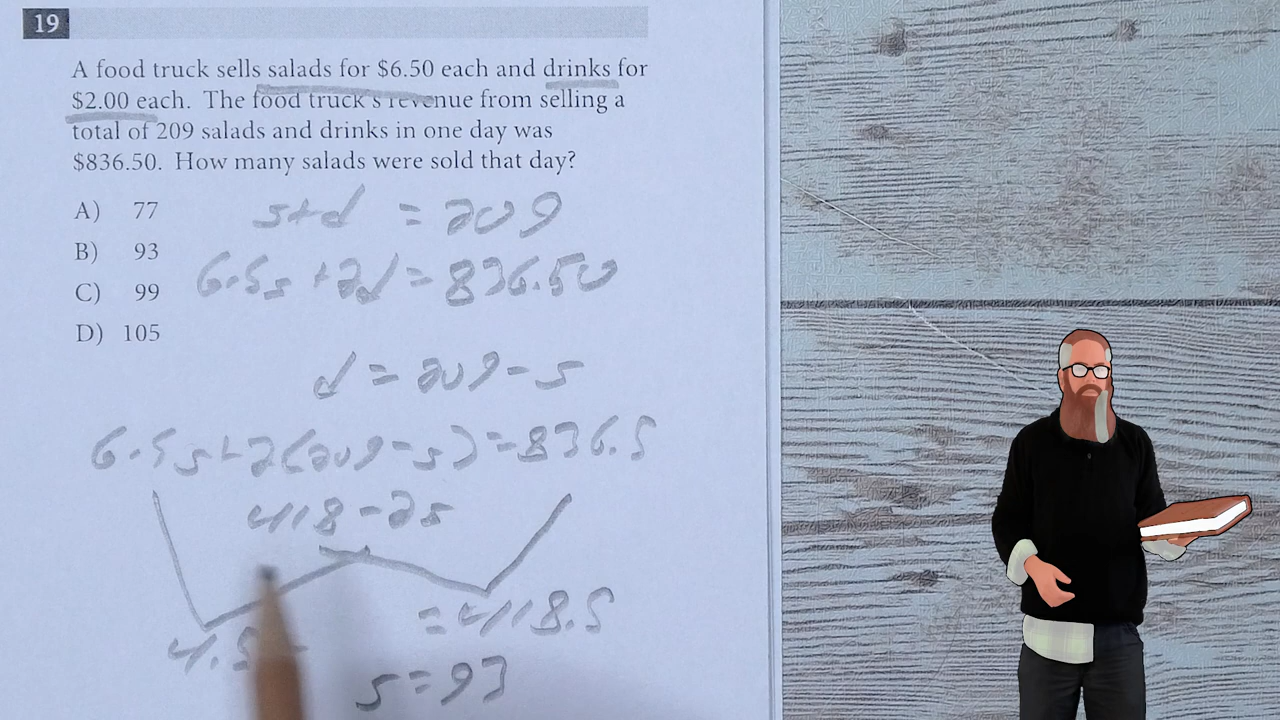 19
A food truck sells salads for $6.50 each and drinks for
$2.00 each. The food truck's revenue from selling a
total of 209 salads and drinks in one day was
$836.50. How many salads were sold that day?
A) 77
B) 93
C) 99
D) 105
s+d = 209
6.5s +2d = 836.50
d = 209 - s
6.5s+2(209-s)=836.5
418-2s
4.5
= 418.5
s=93